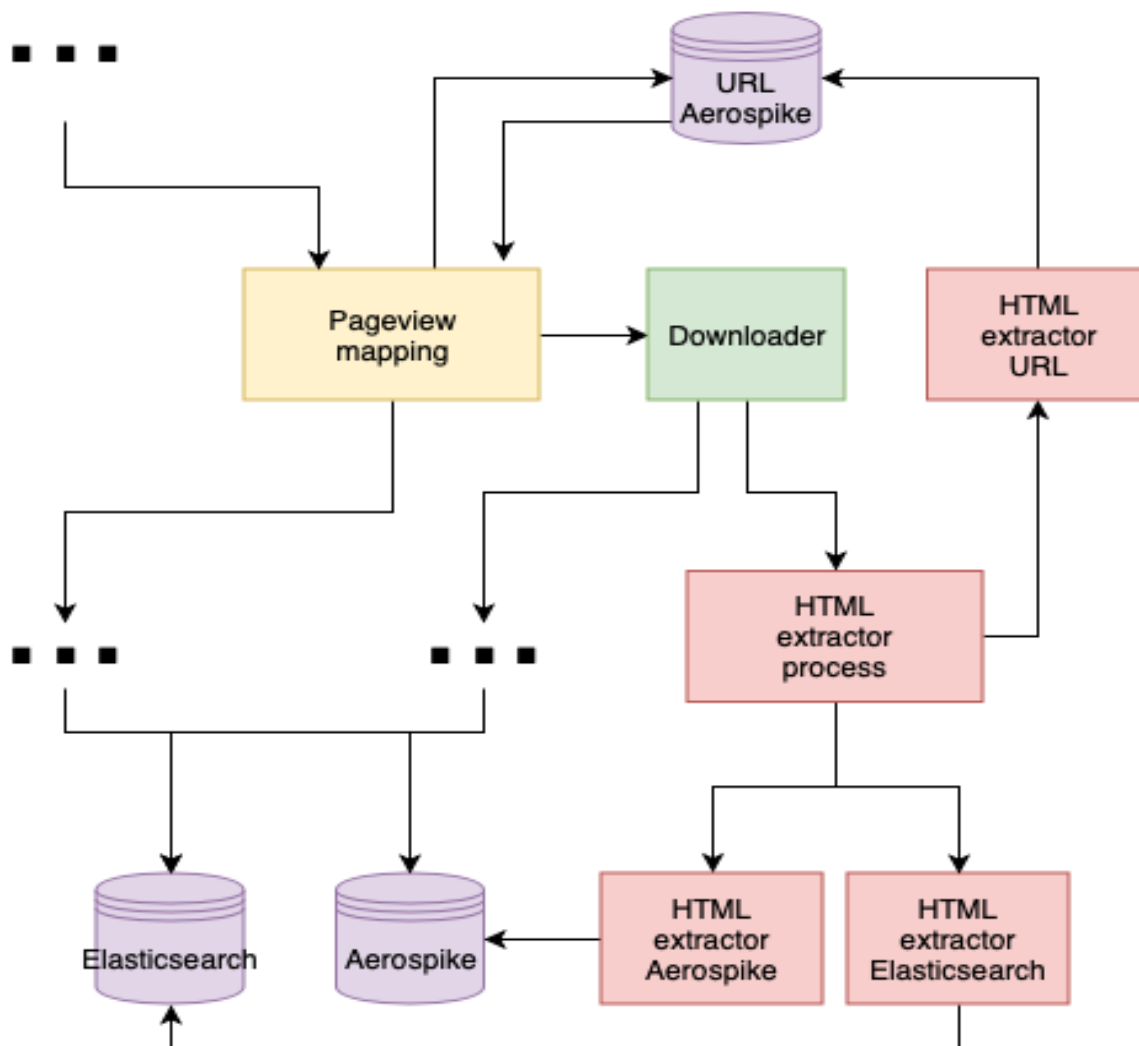 URL
Aerospike
Pageview
mapping
Downloader
HTML
extractor
URL
HTML
extractor
process
Elasticsearch
Aerospike
HTML
extractor
Aerospike
HTML
extractor
Elasticsearch